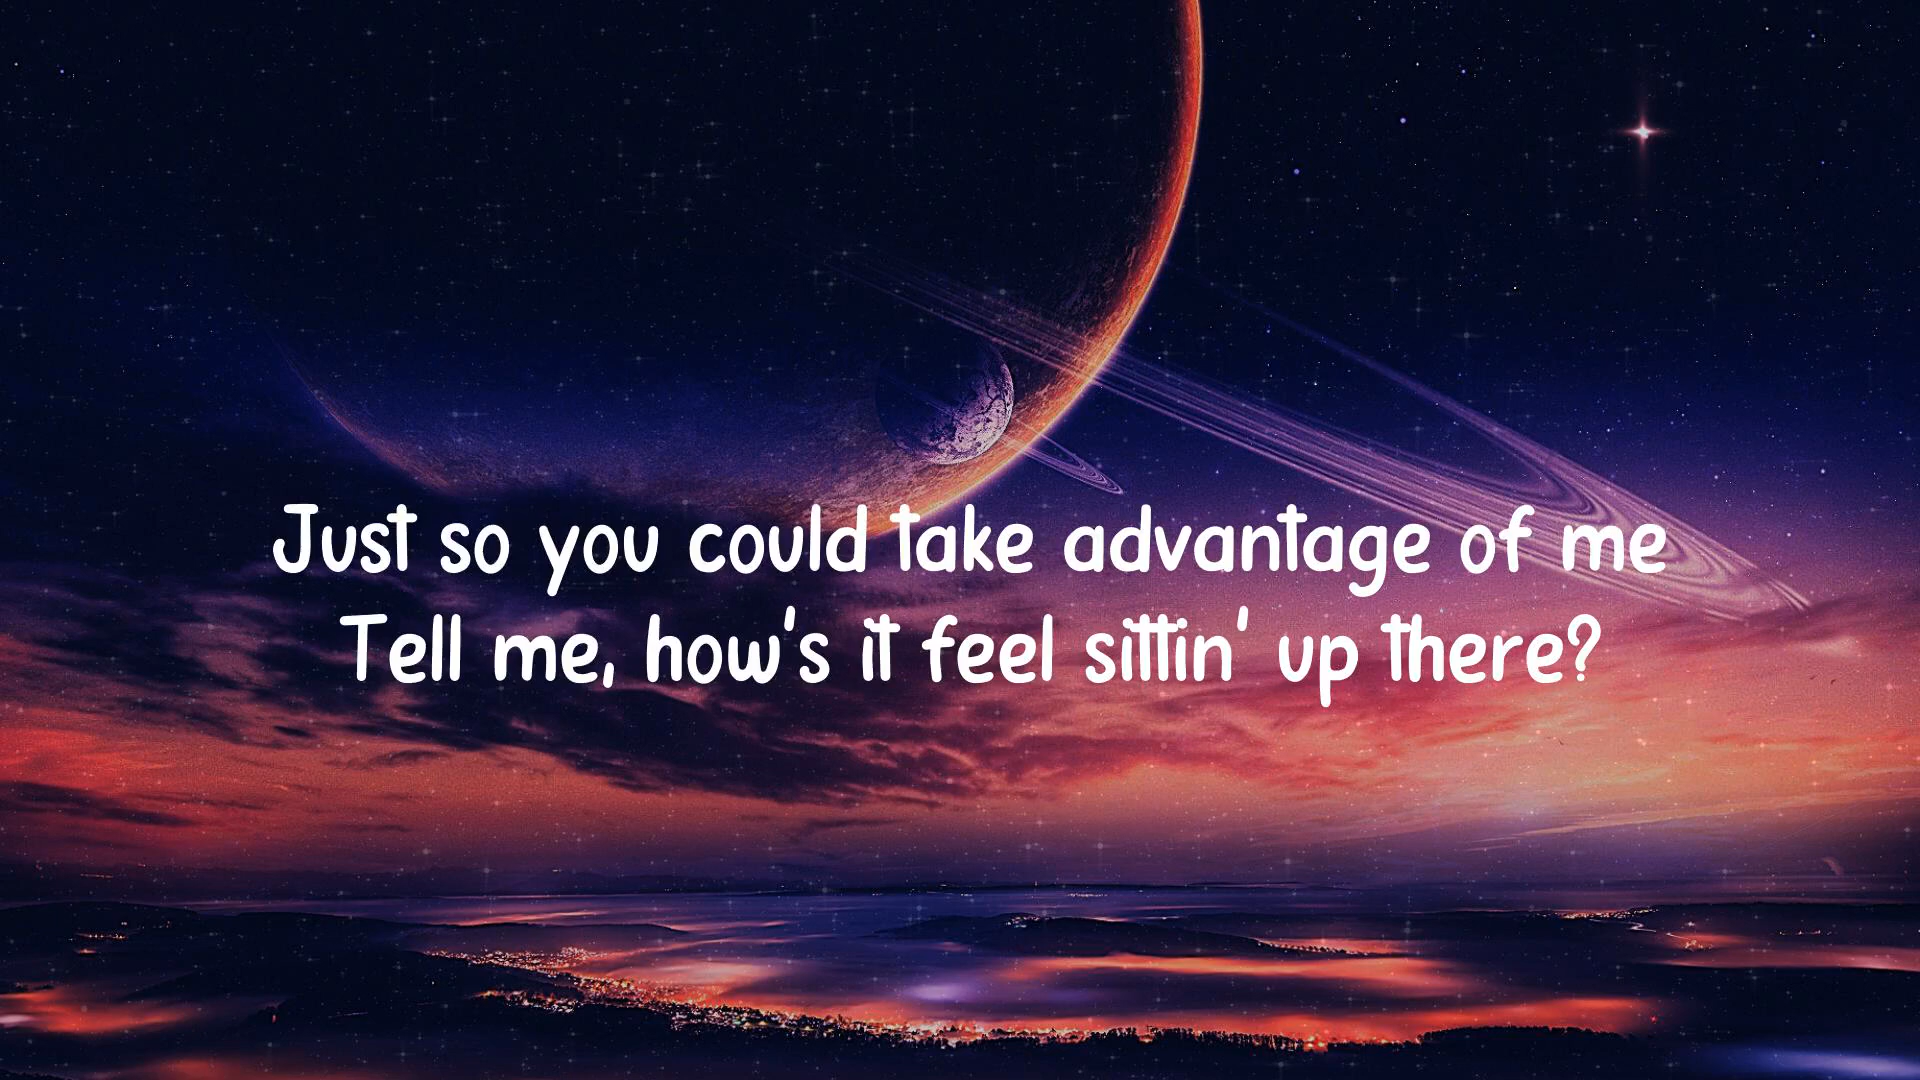 Just so you could take advantage of me
Tell me, how's it feel sittin' up there?